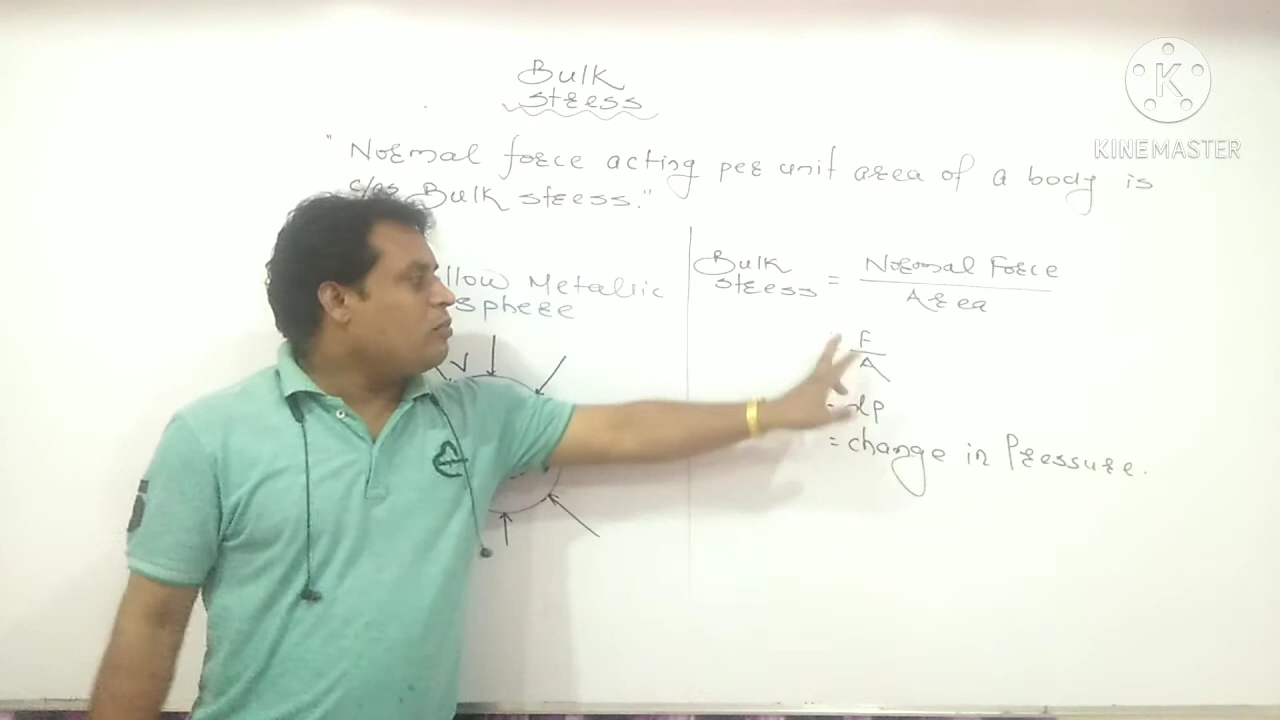 Bulk
stress
"Normal force acting per unit area of a body is
c/as Bulk stress."
Metallic
sphere
V
Bulk
stress = Normal Force
Area
F
A
dp
= change in Pressure.
K
KINEMASTER